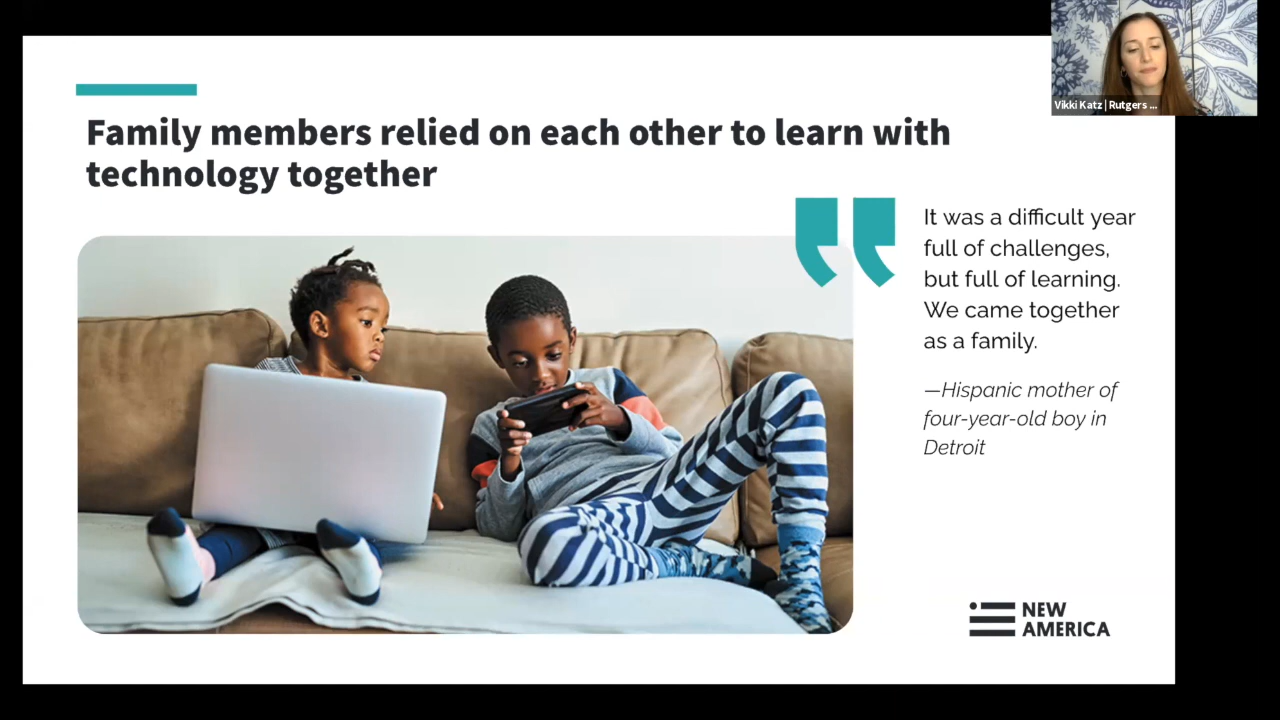 Vikki Katz | Rutgers ...
Family members relied on each other to learn with
technology together
It was a difficult year
full of challenges,
but full of learning.
We came together
as a family.
—Hispanic mother of
four-year-old boy in
Detroit
NEW
AMERICA